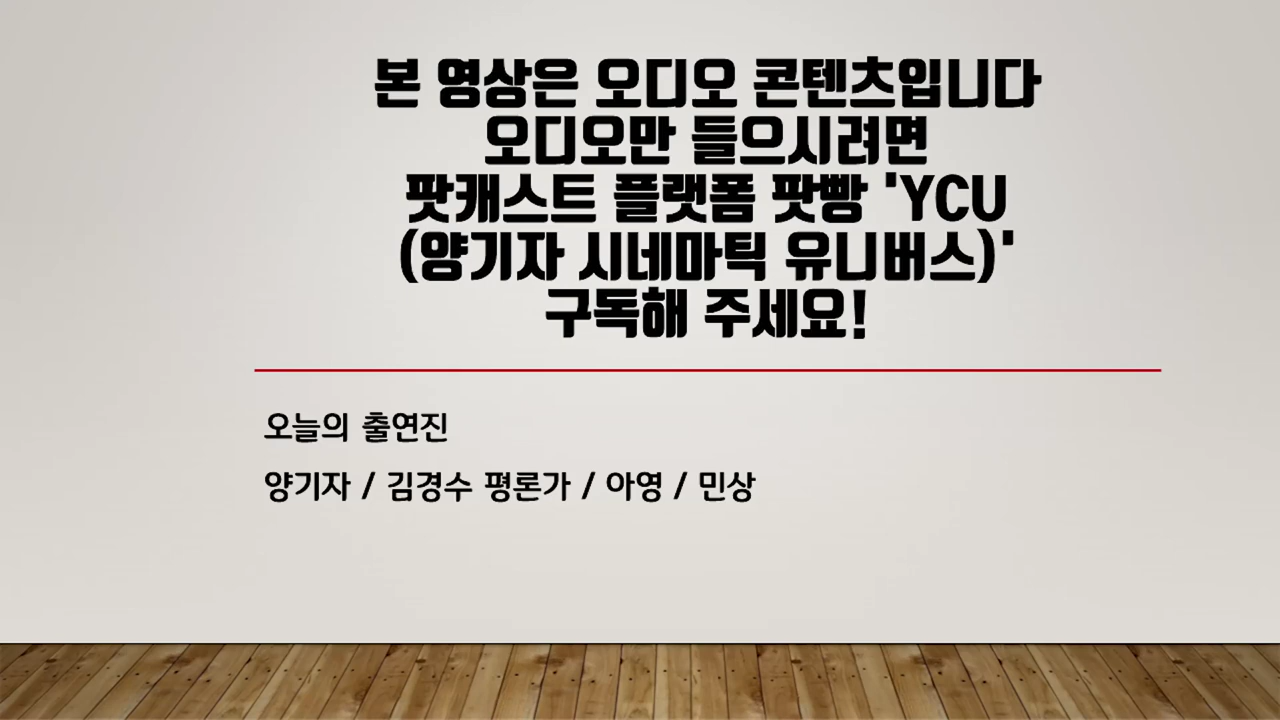 본 영상은 오디오 콘텐츠입니다
오디오만 들으시려면
팟캐스트 플랫폼 팟빵 'YCU
(양기자 시네마틱 유니버스)'
구독해 주세요!
오늘의 출연진
양기자 / 김경수 평론가 / 아영 / 민상